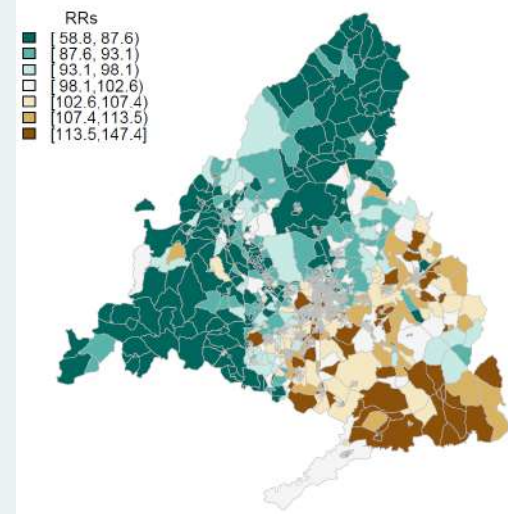 RRs
[ 58.8, 87.6)
[ 87.6, 93.1)
[ 93.1, 98.1)
[ 98.1,102.6)
[102.6,107.4)
[107.4,113.5)
[113.5,147.4]